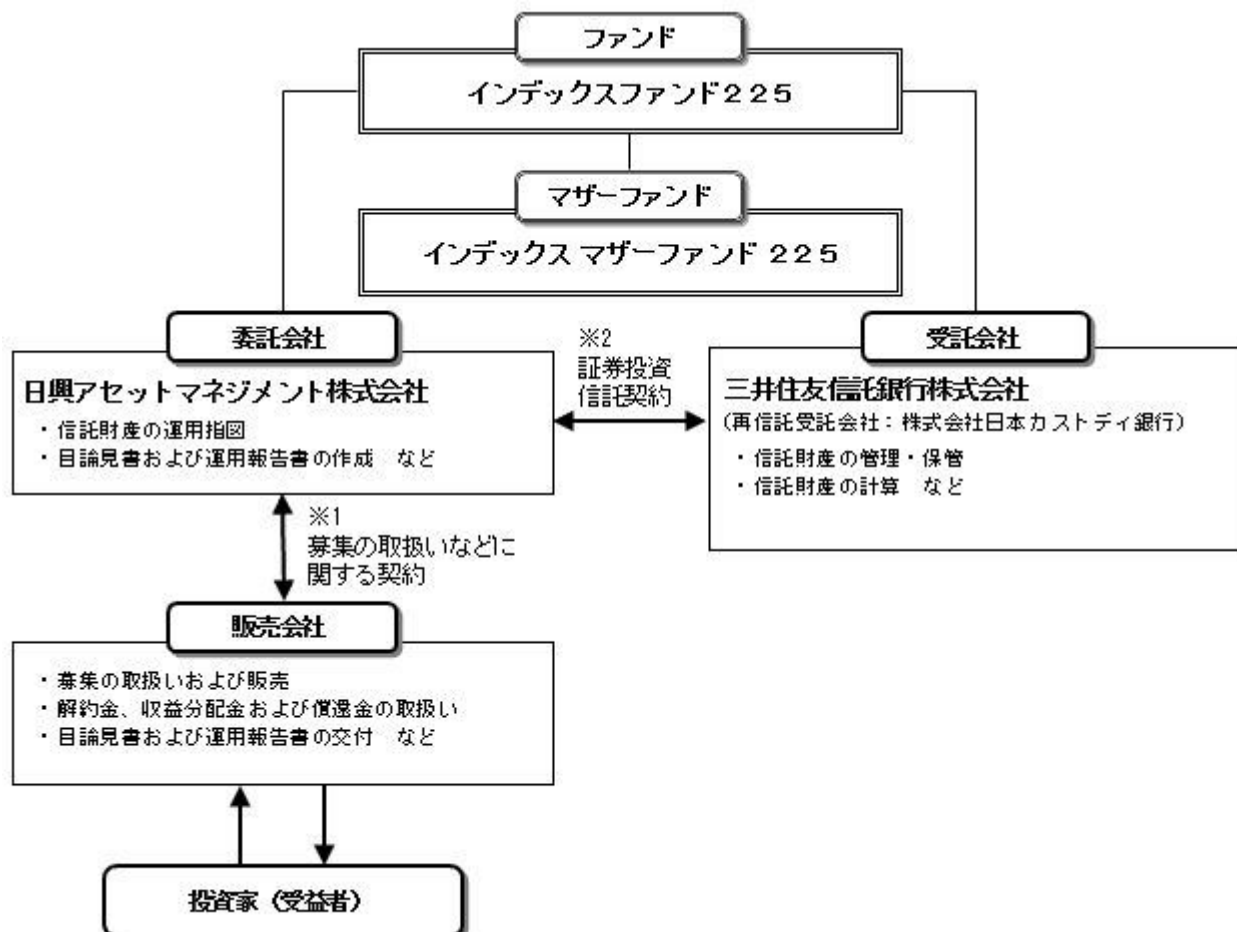 ファンド
インデックスファンド２２５
マザーファンド
インデックス マザーファンド ２２５
委託会社
日興アセットマネジメント株式会社
・信託財産の運用指図
・目論見書および運用報告書の作成　など
※2
証券投資
信託契約
受託会社
三井住友信託銀行株式会社
(再信託受託会社：株式会社日本カストディ銀行)
・信託財産の管理・保管
・信託財産の計算　など
※1
募集の取扱いなどに
関する契約
販売会社
・募集の取扱いおよび販売
・解約金、収益分配金および償還金の取扱い
・目論見書および運用報告書の交付　など
投資家（受益者）